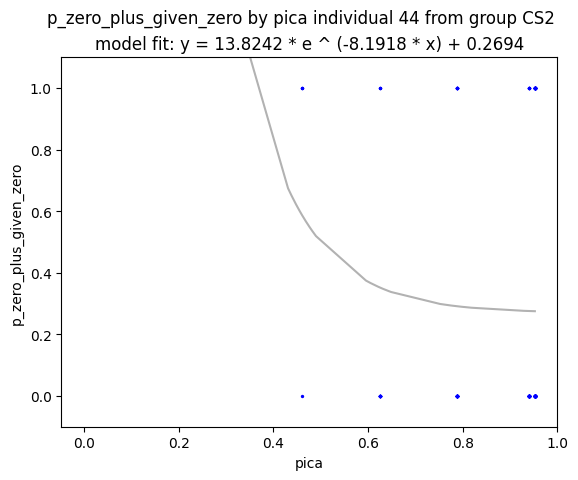 p_zero_plus_given_zero by pica individual 44 from group CS2
model fit: y = 13.8242 * e ^ (-8.1918 * x) + 0.2694
1.0
0.8
0.6
0.4
0.2
0.0
p_zero_plus_given_zero
0.0 0.2 0.4 0.6 0.8 1.0
pica